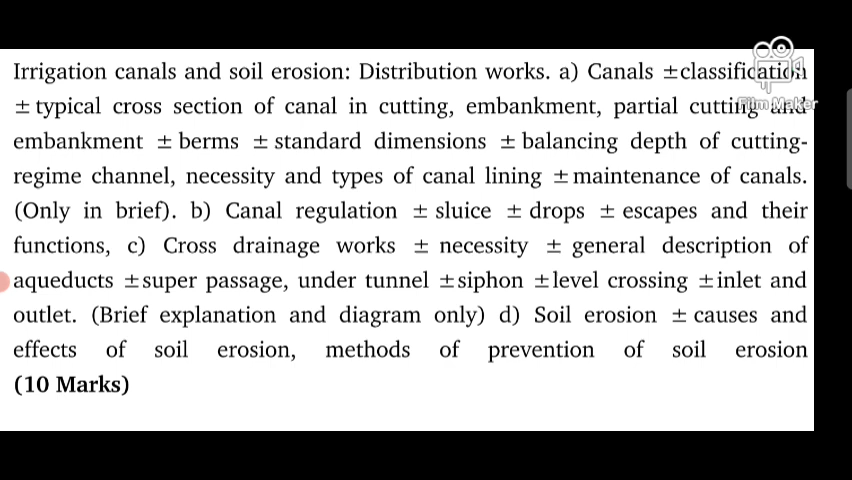 Irrigation canals and soil erosion: Distribution works. a) Canals ±classification
± typical cross section of canal in cutting, embankment, partial cutting and
embankment ± berms ± standard dimensions ± balancing depth of cutting-
regime channel, necessity and types of canal lining ±maintenance of canals.
(Only in brief). b) Canal regulation ± sluice ± drops ± escapes and their
functions, c) Cross drainage works ± necessity ± general description of
aqueducts ±super passage, under tunnel ±siphon ±level crossing ±inlet and
outlet. (Brief explanation and diagram only) d) Soil erosion ± causes and
effects of soil erosion, methods of prevention of soil erosion
(10 Marks)
Film Maker